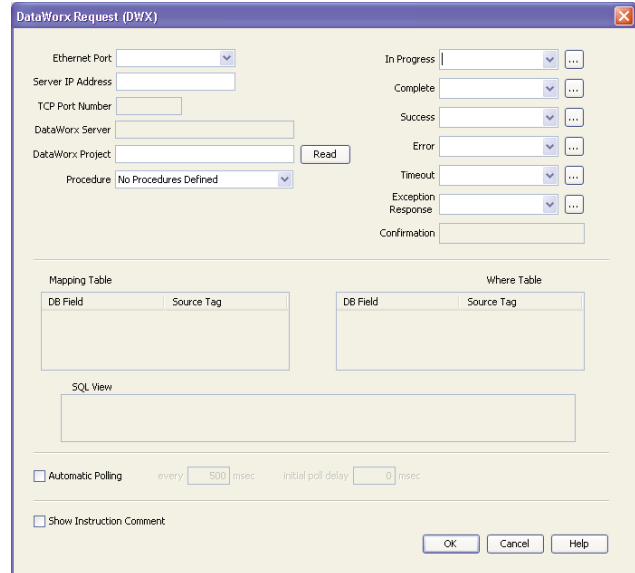 DataWorx Request (DWX)
Ethernet Port
Server IP Address
TCP Port Number
DataWorx Server
DataWorx Project
Read
Procedure No Procedures Defined
In Progress
...
Complete
...
Success
...
Error
...
Timeout
...
Exception
Response
...
Confirmation
Mapping Table
DB Field Source Tag
Where Table
DB Field Source Tag
SQL View
Automatic Polling every 500 msec initial poll delay 0 msec
Show Instruction Comment
OK Cancel Help